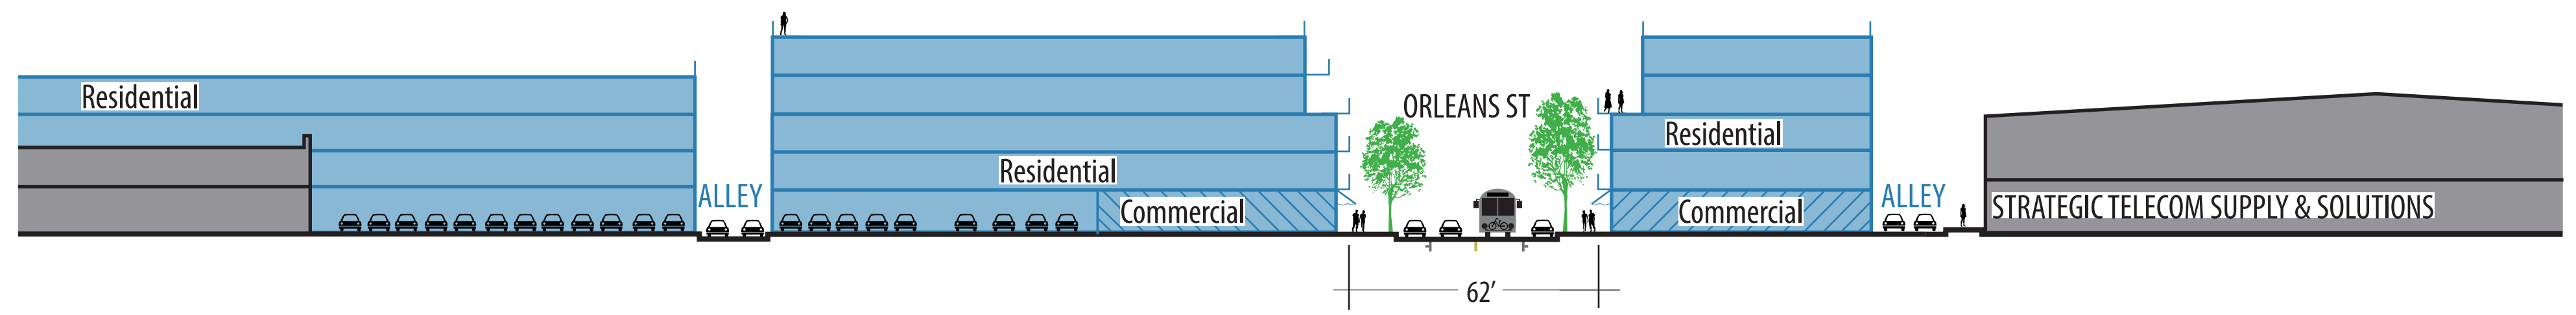 Residential
ALLEY
Residential
Commercial
ORLEANS ST
62'
Residential
Commercial
ALLEY
STRATEGIC TELECOM SUPPLY & SOLUTIONS